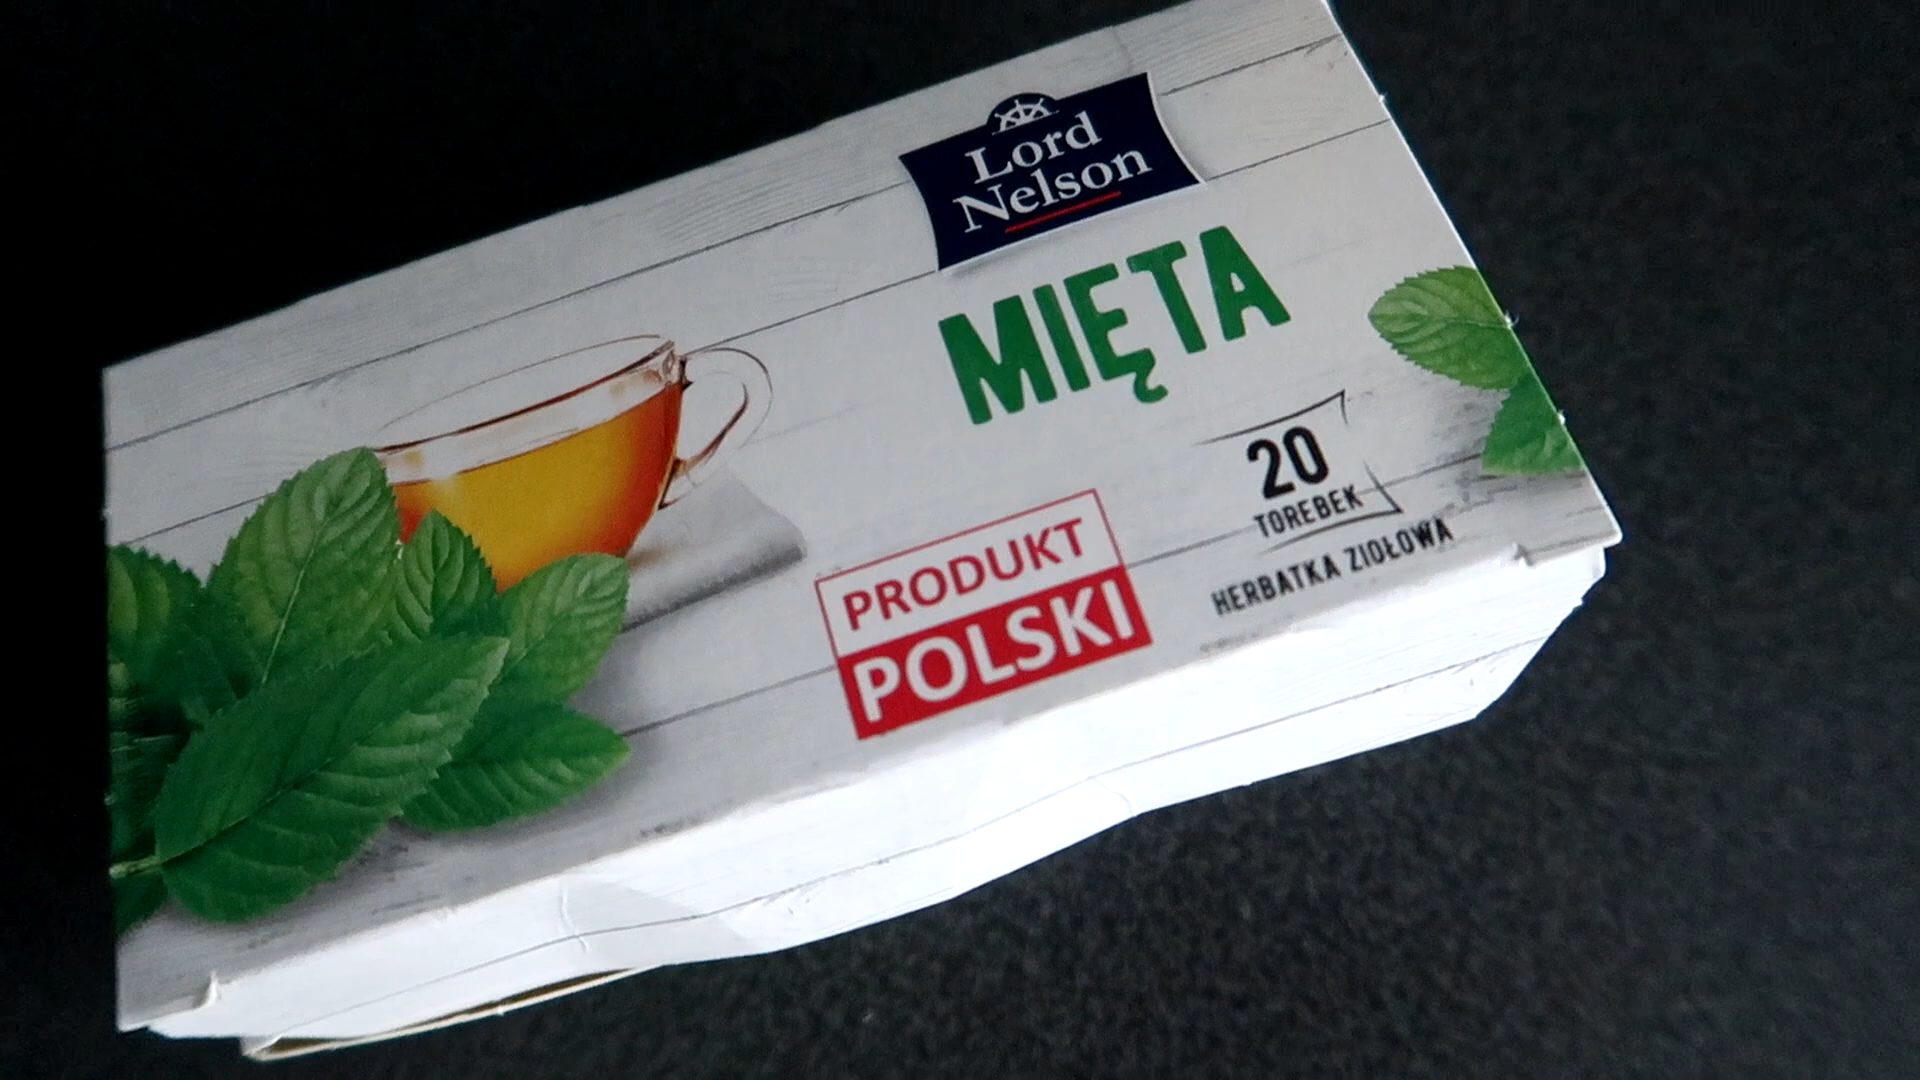 Lord
Nelson
MIĘTA
20
TOREBEK
HERBATKA ZIOŁOWA
PRODUKT
POLSKI